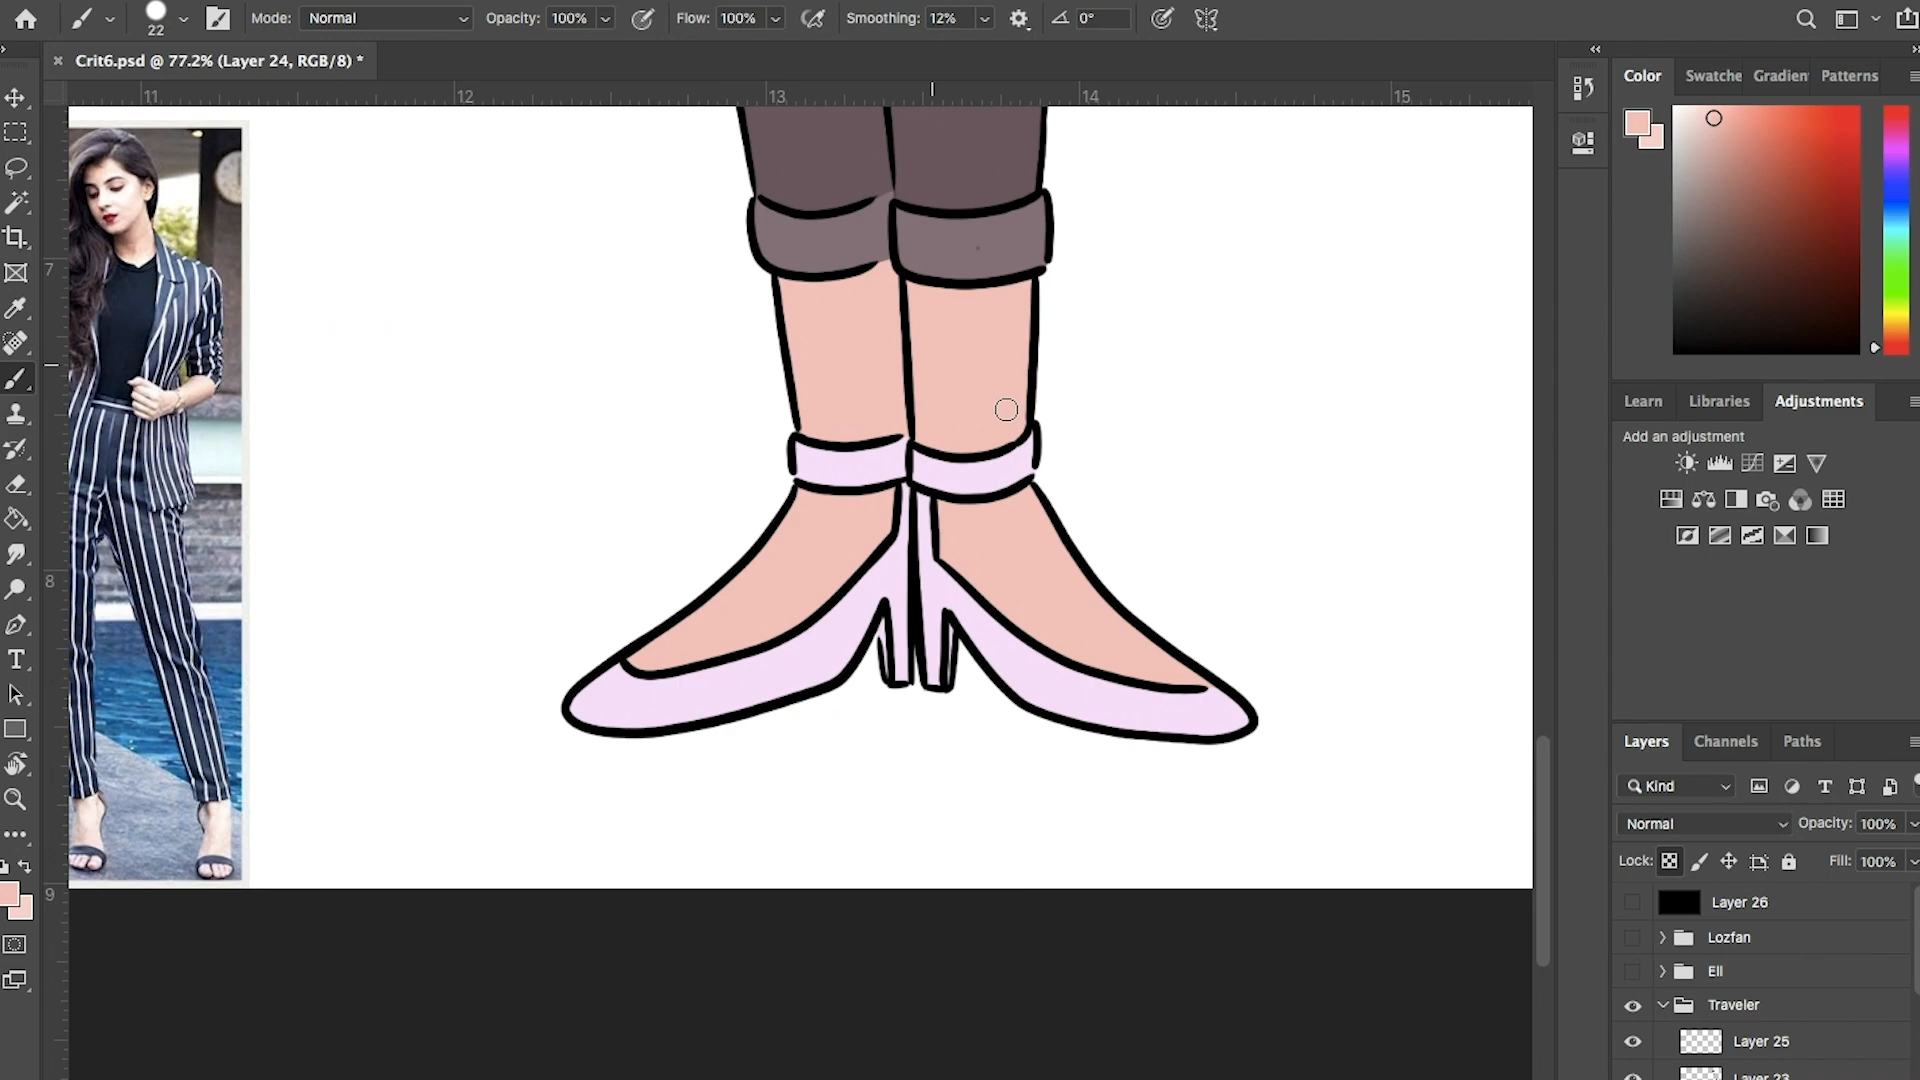 22
Mode: Normal Opacity: 100% Flow: 100% Smoothing: 12% 0°
Crit6.psd @ 77.2% (Layer 24, RGB/8) *
11 12 13 14 15
7
8
9
Color Swatche Gradien Patterns
Learn Libraries Adjustments
Add an adjustment
Layers Channels Paths
Kind
Normal Opacity: 100%
Lock: Fill: 100%
Layer 26
Lozfan
Traveler
Layer 25
Layer 23